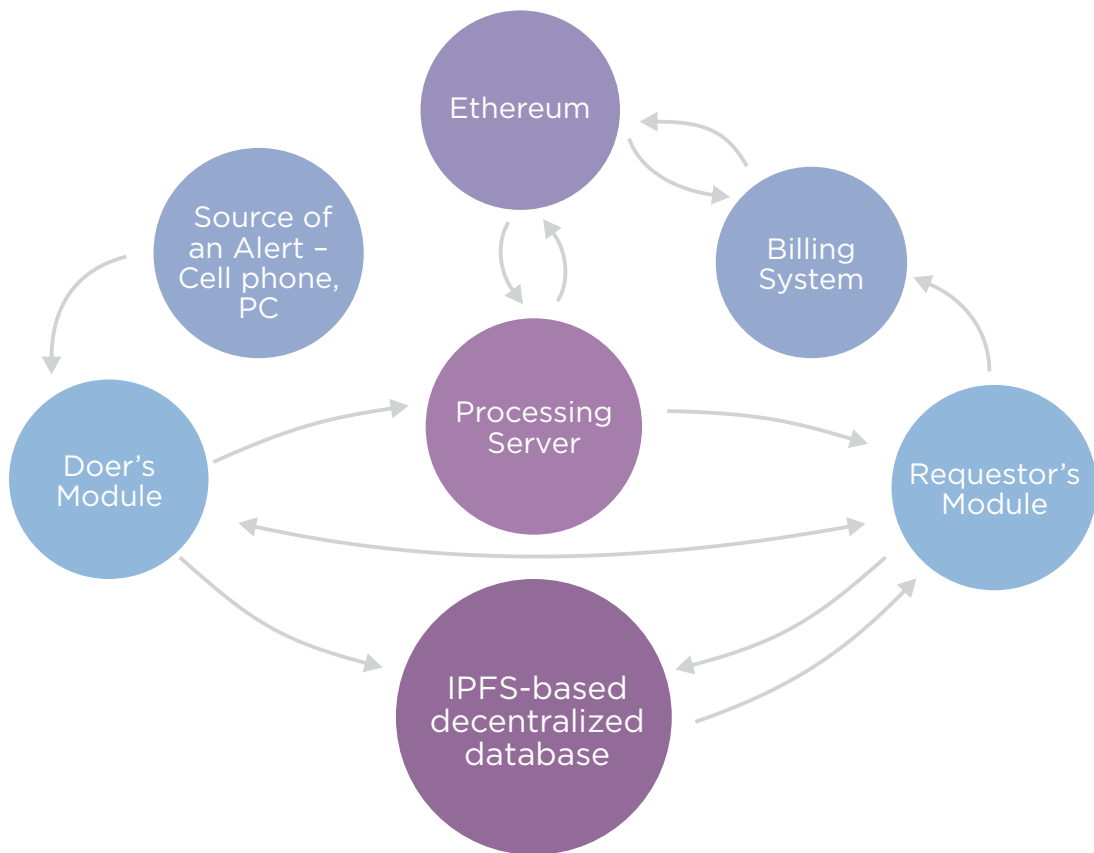 Ethereum
Source of
an Alert –
Cell phone,
PC
Billing
System
Processing
Server
Doer's
Module
Requestor's
Module
IPFS-based
decentralized
database